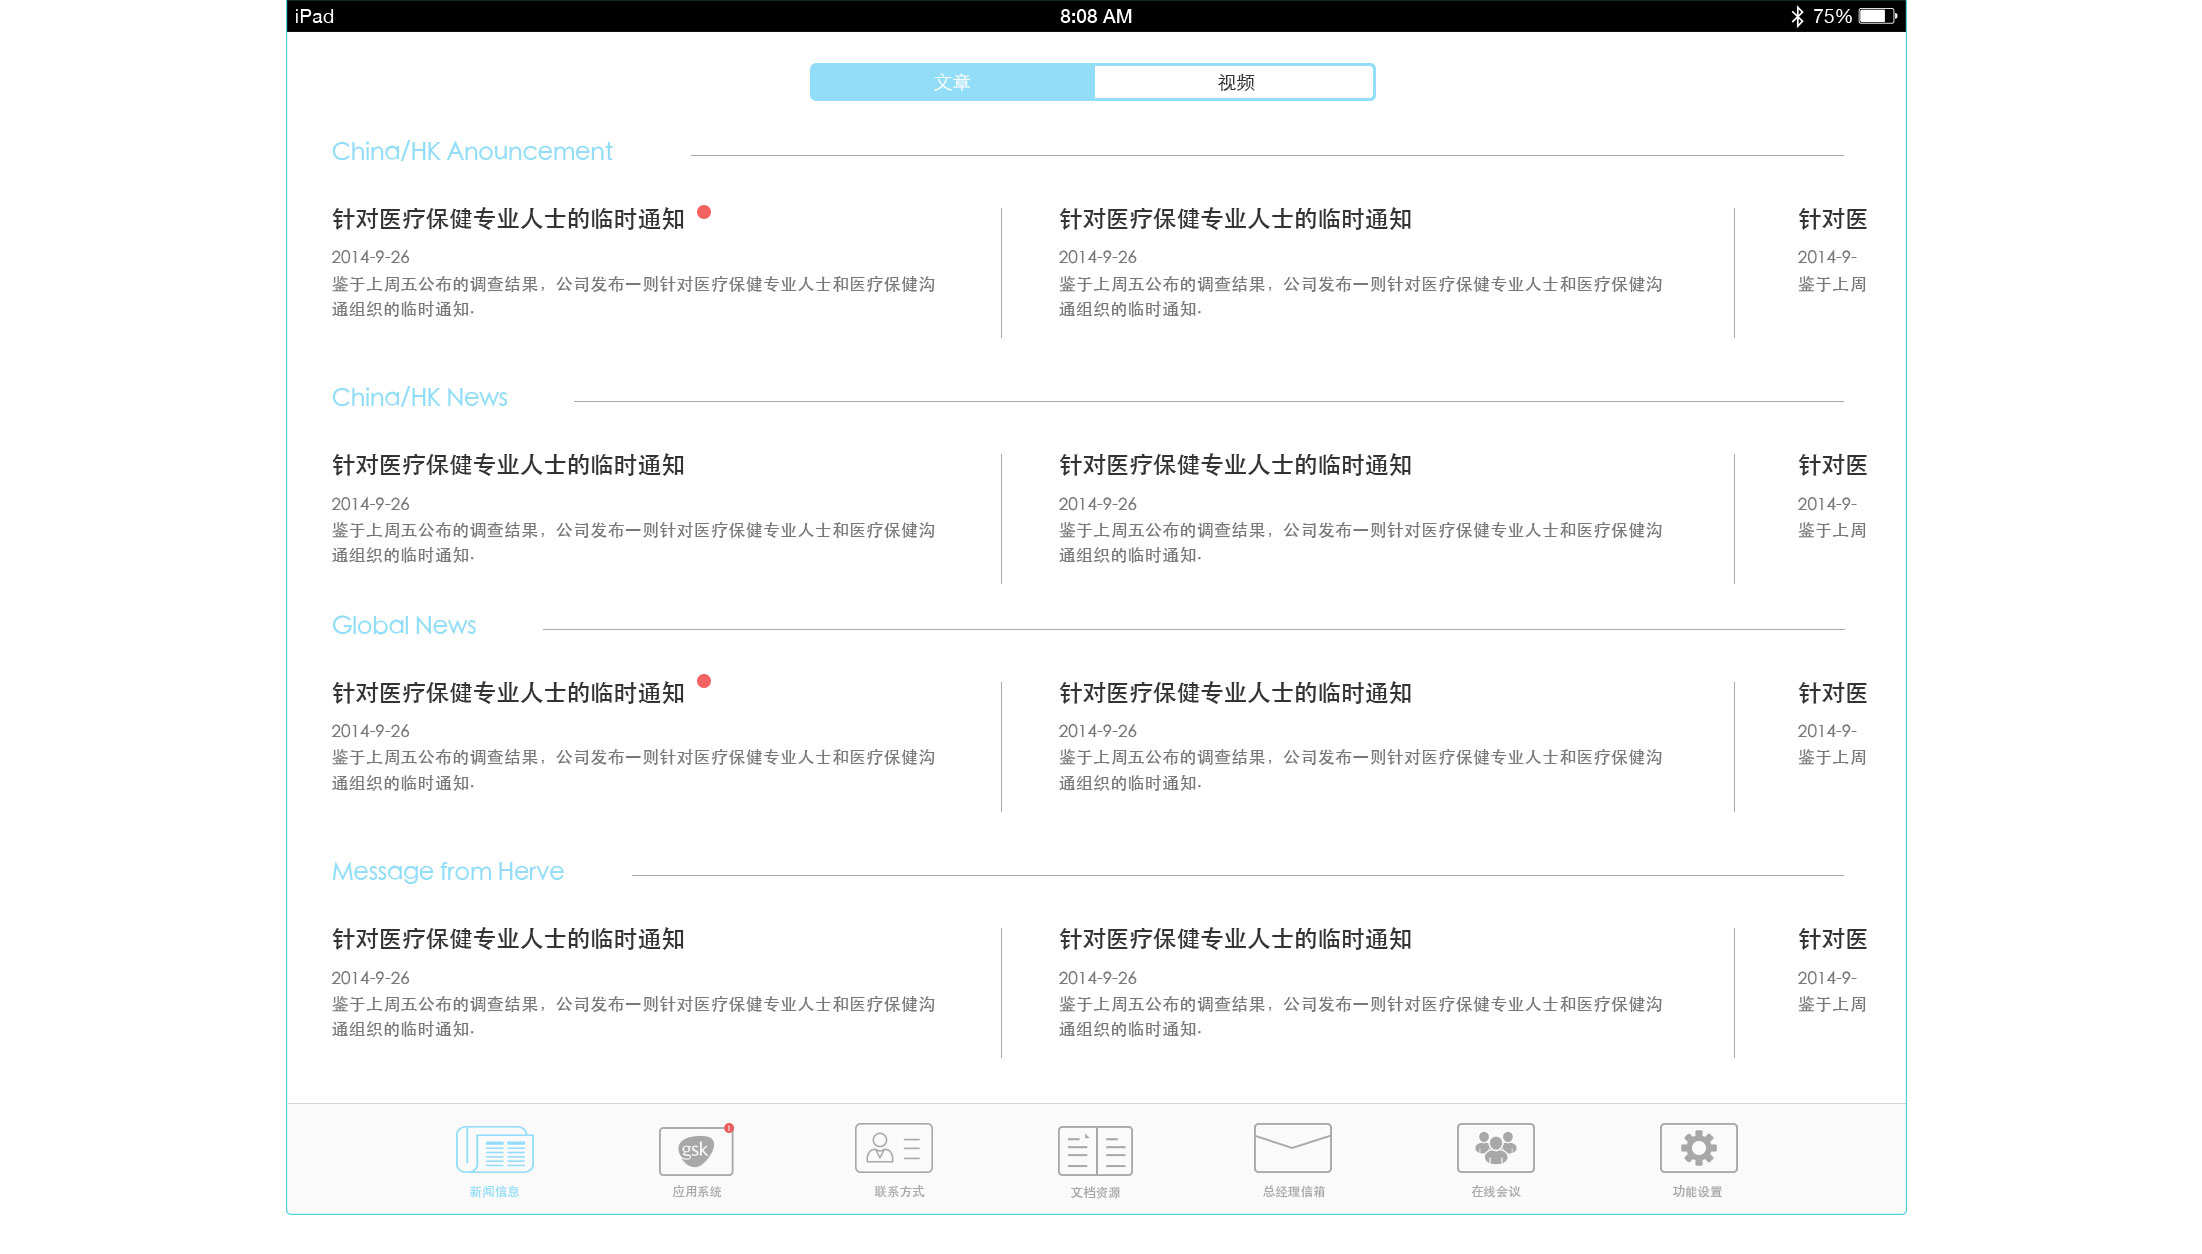 iPad
8:08 AM
75%
文章
视频
China/HK Anouncement
针对医疗保健专业人士的临时通知
2014-9-26
鉴于上周五公布的调查结果，公司发布一则针对医疗保健专业人士和医疗保健沟
通组织的临时通知.
针对医疗保健专业人士的临时通知
2014-9-26
鉴于上周五公布的调查结果，公司发布一则针对医疗保健专业人士和医疗保健沟
通组织的临时通知.
针对医
2014-9-
鉴于上周
China/HK News
针对医疗保健专业人士的临时通知
2014-9-26
鉴于上周五公布的调查结果，公司发布一则针对医疗保健专业人士和医疗保健沟
通组织的临时通知.
针对医疗保健专业人士的临时通知
2014-9-26
鉴于上周五公布的调查结果，公司发布一则针对医疗保健专业人士和医疗保健沟
通组织的临时通知.
针对医
2014-9-
鉴于上周
Global News
针对医疗保健专业人士的临时通知
2014-9-26
鉴于上周五公布的调查结果，公司发布一则针对医疗保健专业人士和医疗保健沟
通组织的临时通知.
针对医疗保健专业人士的临时通知
2014-9-26
鉴于上周五公布的调查结果，公司发布一则针对医疗保健专业人士和医疗保健沟
通组织的临时通知.
针对医
2014-9-
鉴于上周
Message from Herve
针对医疗保健专业人士的临时通知
2014-9-26
鉴于上周五公布的调查结果，公司发布一则针对医疗保健专业人士和医疗保健沟
通组织的临时通知.
针对医疗保健专业人士的临时通知
2014-9-26
鉴于上周五公布的调查结果，公司发布一则针对医疗保健专业人士和医疗保健沟
通组织的临时通知.
针对医
2014-9-
鉴于上周
gsk
新闻信息
应用系统
联系方式
文档资源
总经理信箱
在线会议
功能设置